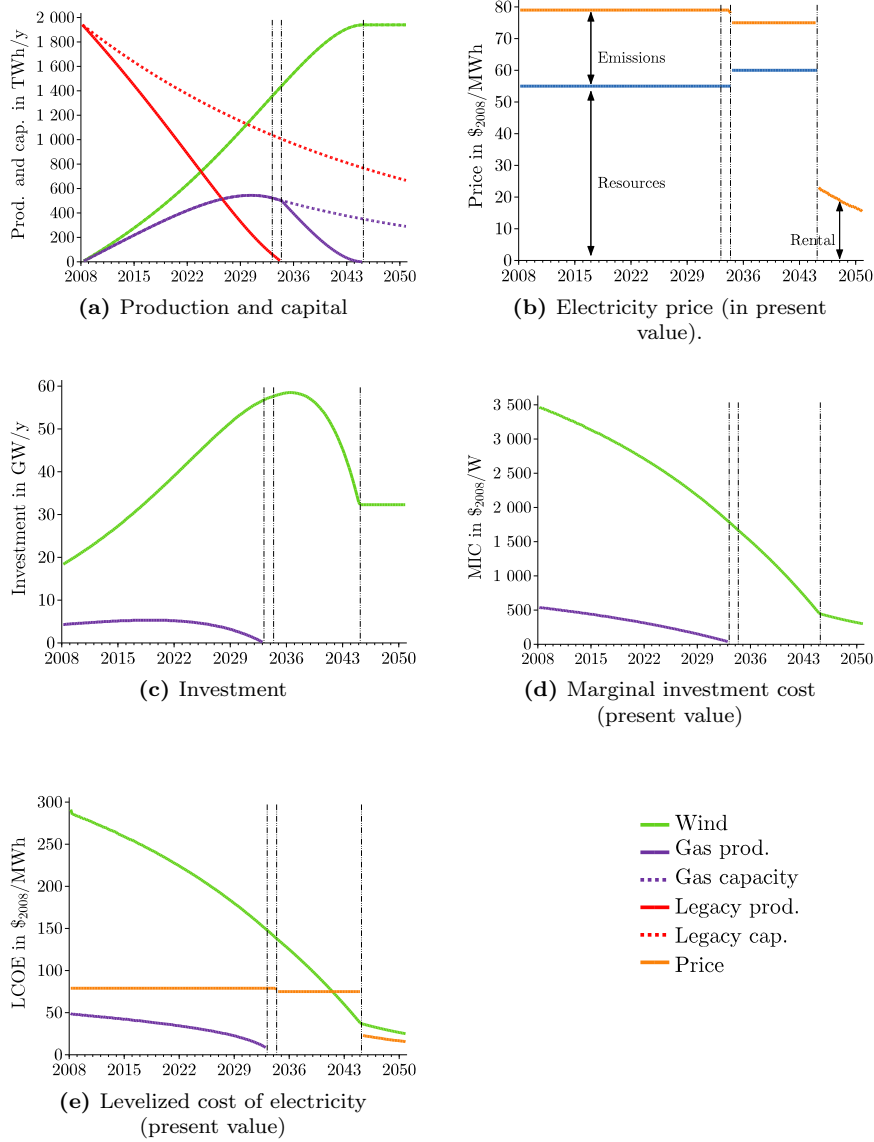 2 000
1 800
1 600
1 400
1 200
1 000
800
600
400
200
0
Prod. and cap. in TWh/y
2008 2015 2022 2029 2036 2043 2050
(a) Production and capital
80
70
60
50
40
30
20
10
0
Price in $2008/MWh
Emissions
Resources
Rental
2008 2015 2022 2029 2036 2043 2050
(b) Electricity price (in present
value).
60
50
40
30
20
10
0
Investment in GW/y
2008 2015 2022 2029 2036 2043 2050
(c) Investment
3 500
3 000
2 500
2 000
1 500
1 000
500
0
MIC in $2008/W
2008 2015 2022 2029 2036 2043 2050
(d) Marginal investment cost
(present value)
300
250
200
150
100
50
0
LCOE in $2008/MWh
2008 2015 2022 2029 2036 2043 2050
(e) Levelized cost of electricity
(present value)
Wind
Gas prod.
Gas capacity
Legacy prod.
Legacy cap.
Price